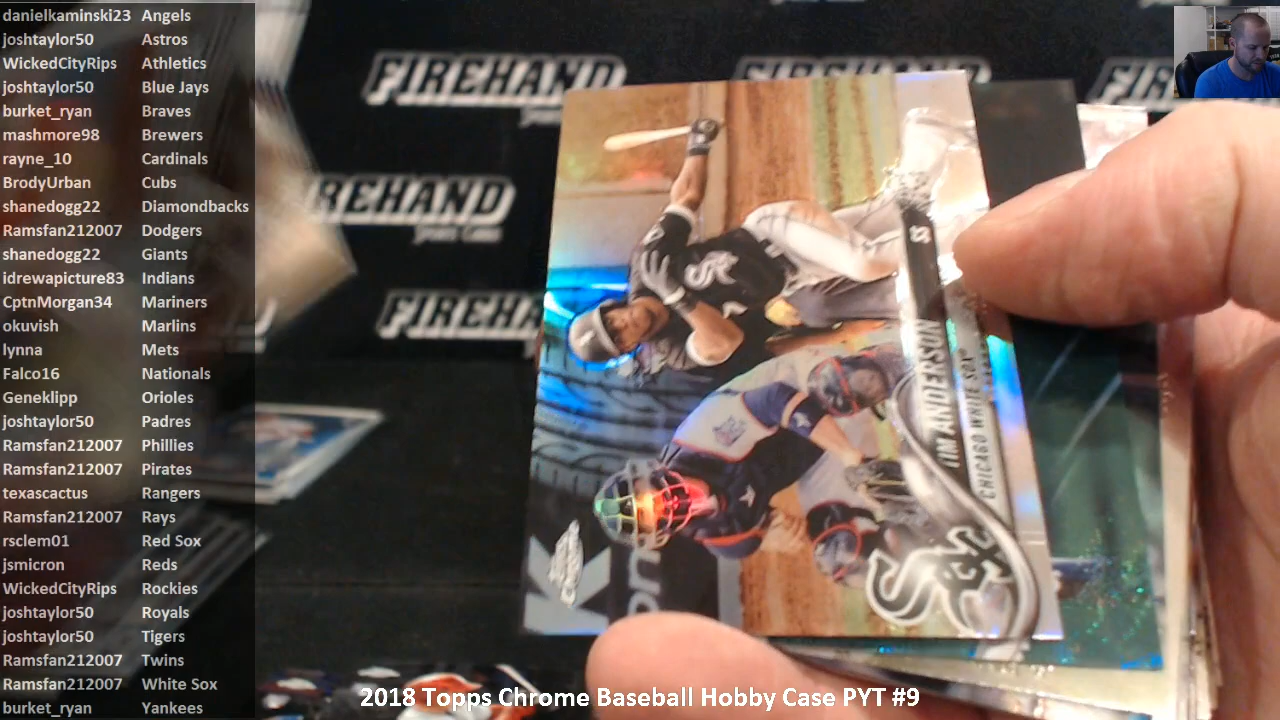 danielkaminski23 Angels
joshtaylor50 Astros
WickedCityRips Athletics
joshtaylor50 Blue Jays
burket_ryan Braves
mashmore98 Brewers
rayne_10 Cardinals
BrodyUrban Cubs
shanedogg22 Diamondbacks
Ramsfan212007 Dodgers
shanedogg22 Giants
idrewapicture83 Indians
CptnMorgan34 Mariners
okuvish Marlins
lynna Mets
Falco16 Nationals
Geneklipp Orioles
joshtaylor50 Padres
Ramsfan212007 Phillies
Ramsfan212007 Pirates
texascactus Rangers
Ramsfan212007 Rays
rsclem01 Red Sox
jsmicron Reds
WickedCityRips Rockies
joshtaylor50 Royals
joshtaylor50 Tigers
Ramsfan212007 Twins
Ramsfan212007 White Sox
burket_ryan Yankees
FIREHAND
FIREHAND
REHAND
FIREHAND
SS
TIM ANDERSON
CHICAGO WHITE SOX
Sox
2018 Topps Chrome Baseball Hobby Case PYT #9